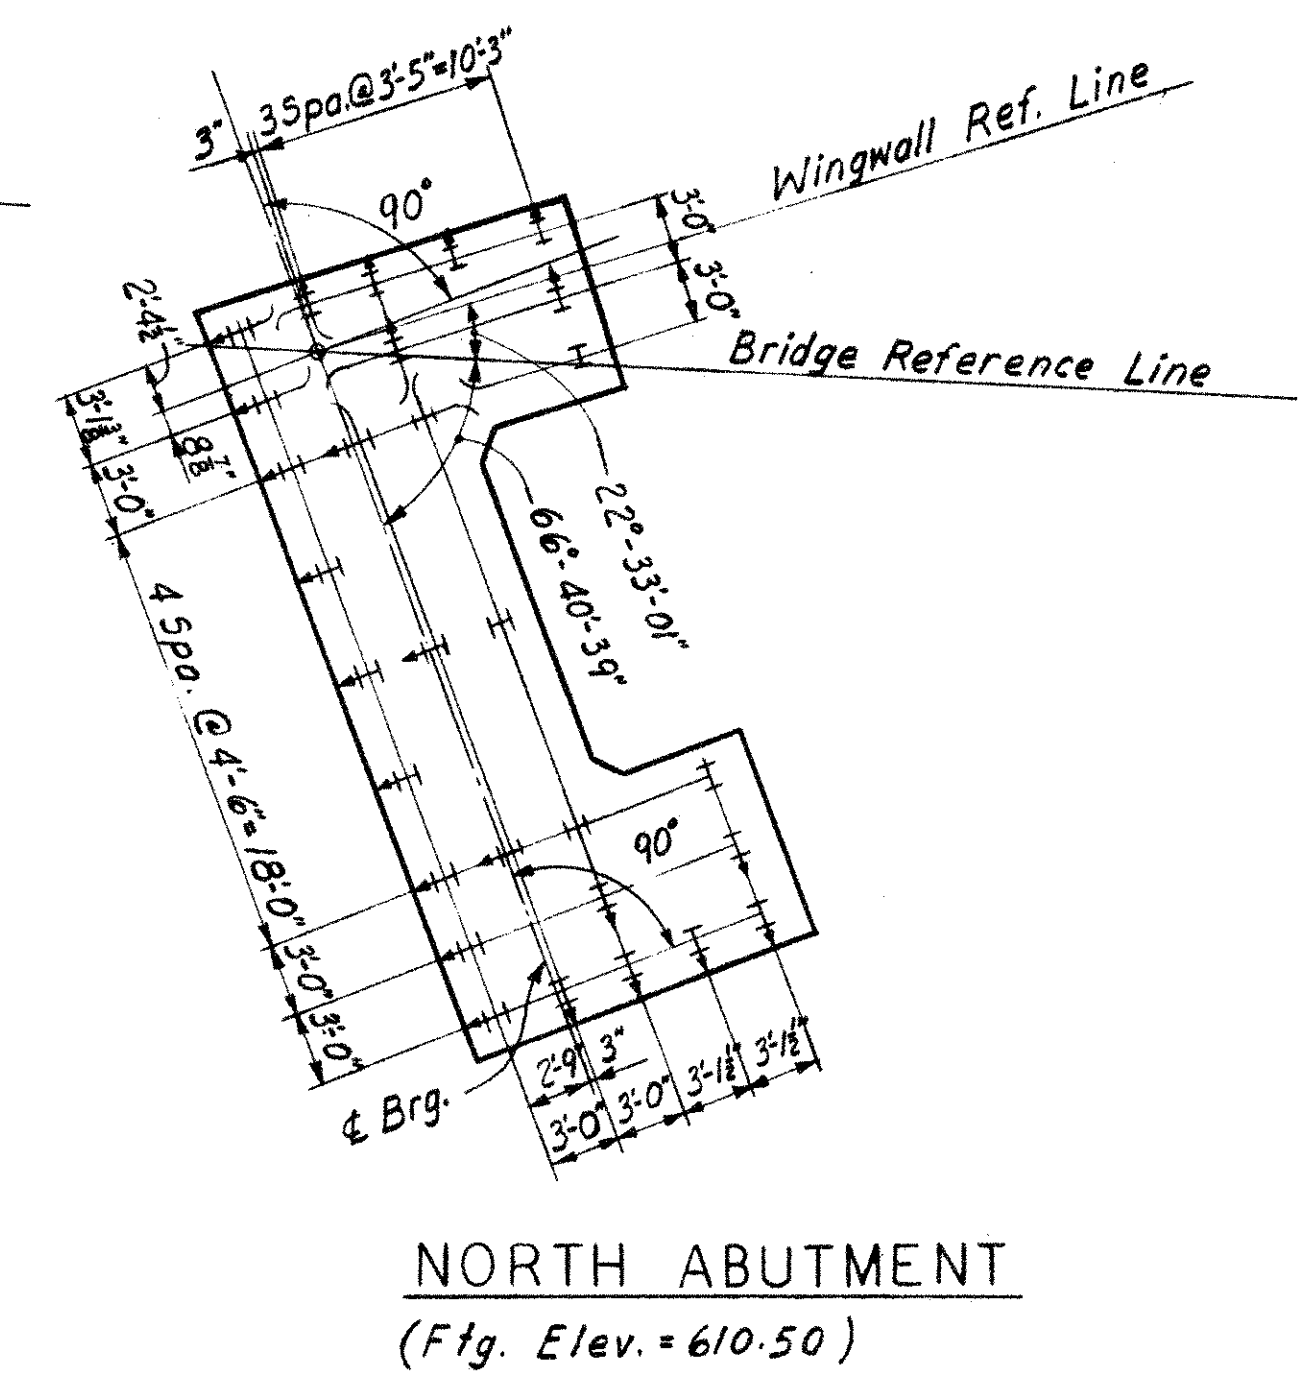 3 Spa.@3'-5"=10'-3"
3"
90°
Wingwall Ref. Line
3'-0"
3'-0"
2'-4½"
Bridge Reference Line
3'-1⅜"
8⅞"
3'-0"
22°-33'-01"
66°-40'-39"
4 Spa. @ 4'-6"=18'-0"
90°
3'-0"
3'-0"
2'-9"
3"
3'-0"
3'-0"
3'-1½"
3'-1½"
℄ Brg.
NORTH ABUTMENT
(Ftg. Elev. = 610.50)